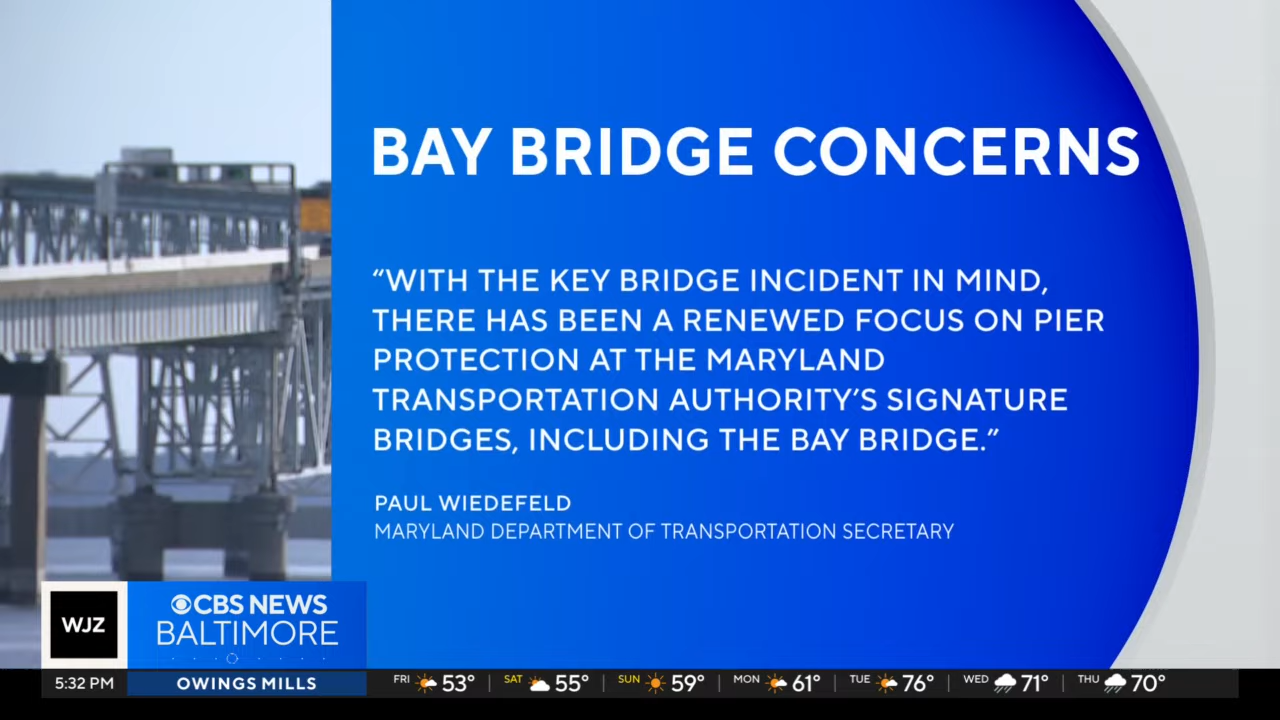 BAY BRIDGE CONCERNS
“WITH THE KEY BRIDGE INCIDENT IN MIND,
THERE HAS BEEN A RENEWED FOCUS ON PIER
PROTECTION AT THE MARYLAND
TRANSPORTATION AUTHORITY’S SIGNATURE
BRIDGES, INCLUDING THE BAY BRIDGE.”
PAUL WIEDEFELD
MARYLAND DEPARTMENT OF TRANSPORTATION SECRETARY
WJZ
CBS NEWS
BALTIMORE
5:32 PM OWINGS MILLS FRI 53° SAT 55° SUN 59° MON 61° TUE 76° WED 71° THU 70°